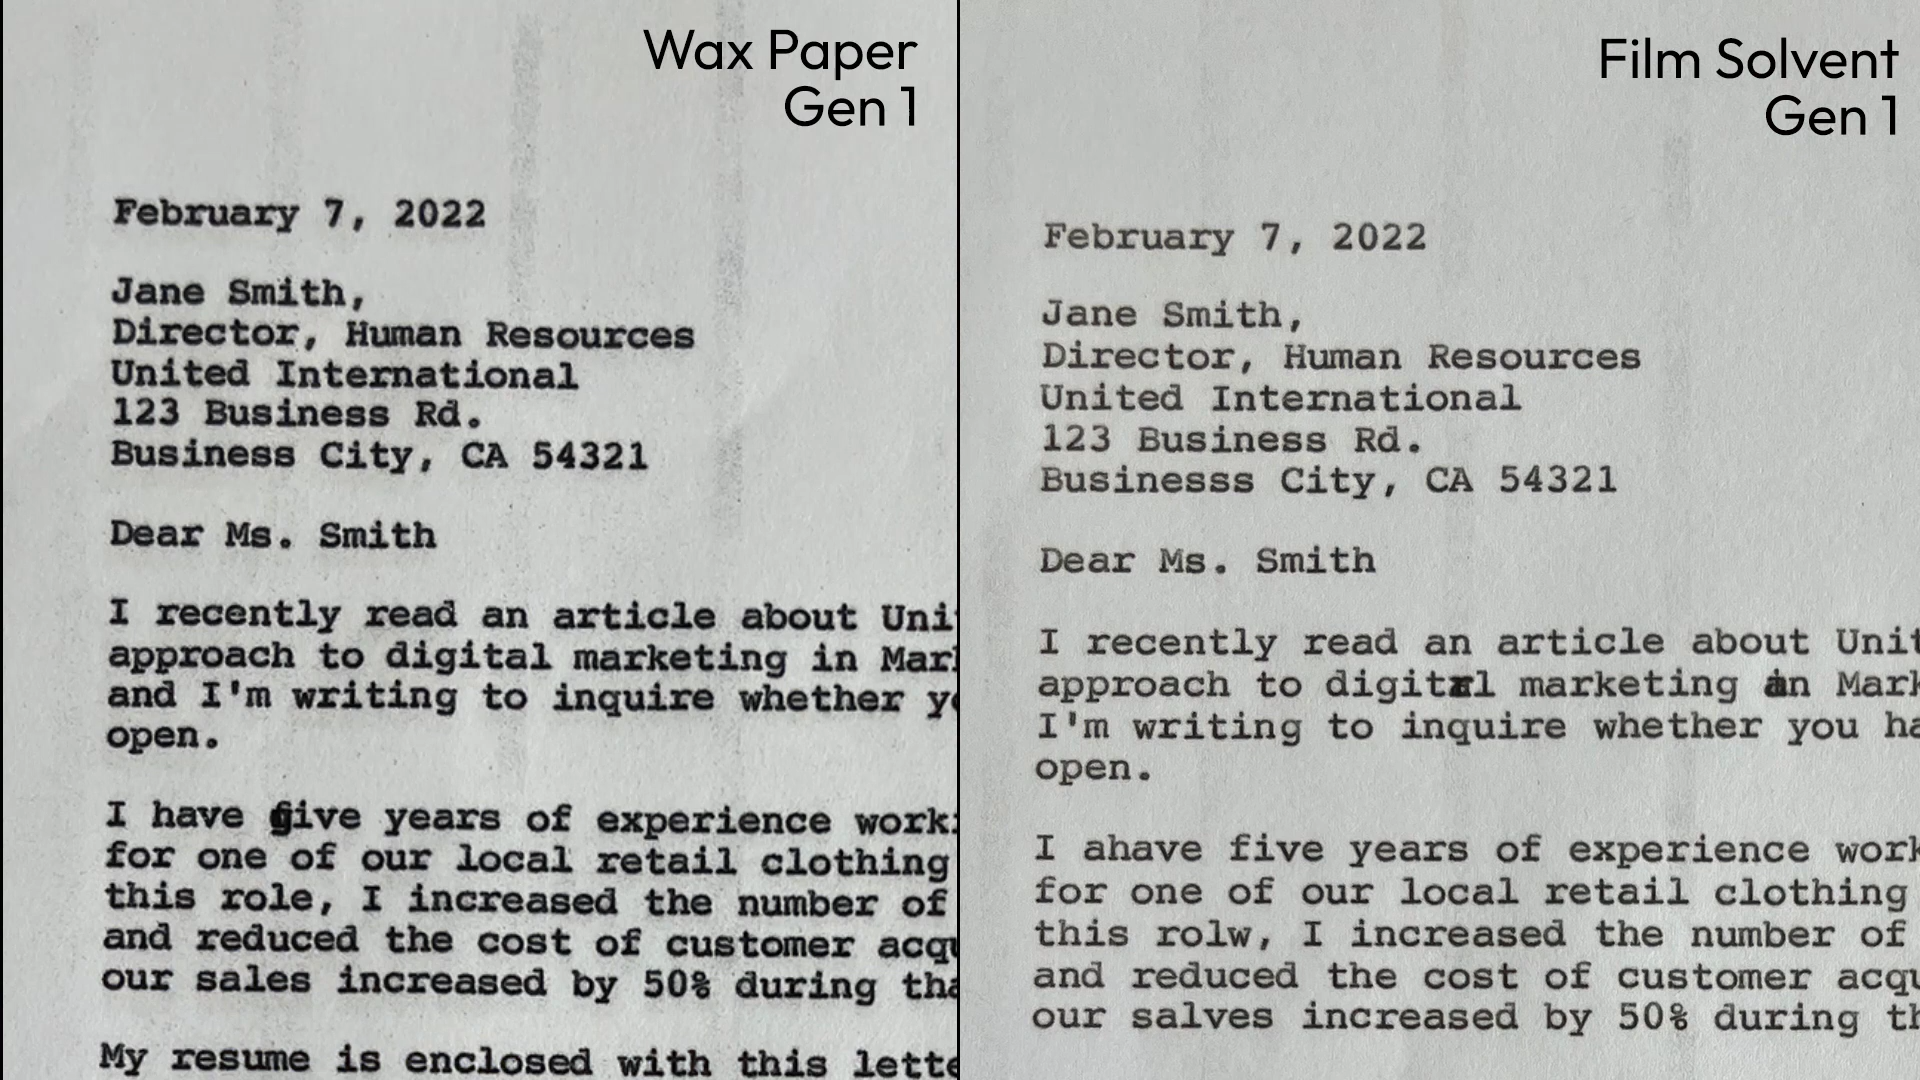 Wax Paper
Gen 1
February 7, 2022
Jane Smith,
Director, Human Resources
United International
123 Business Rd.
Business City, CA 54321
Dear Ms. Smith
I recently read an article about
approach to digital marketing in
and I'm writing to inquire whether
open.
I have five years of experience
for one of our local retail clothing
this role, I increased the number of
and reduced the cost of customer
our sales increased by 50% during
My resume is enclosed with this
Film Solvent
Gen 1
February 7, 2022
Jane Smith,
Director, Human Resources
United International
123 Business Rd.
Businesss City, CA 54321
Dear Ms. Smith
I recently read an article about
approach to digital marketing in
I'm writing to inquire whether you
open.
I ahave five years of experience
for one of our local retail clothing
this rolw, I increased the number of
and reduced the cost of customer
our salves increased by 50% during